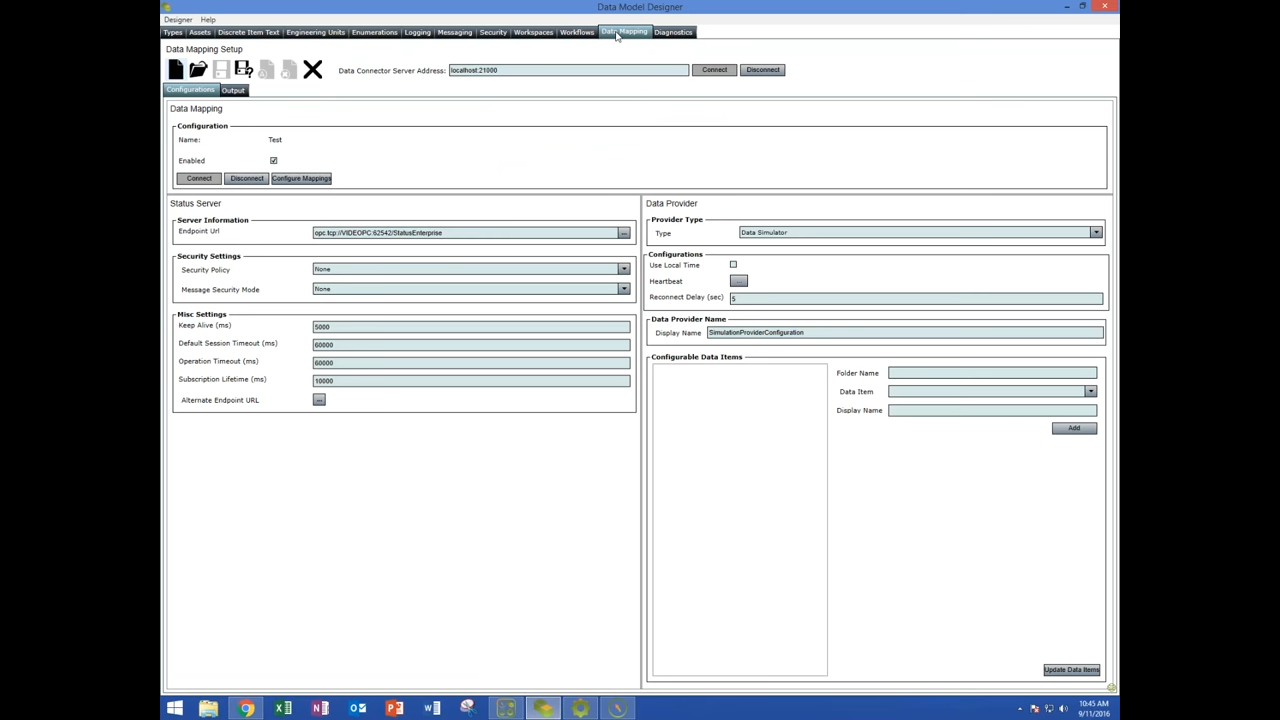 Data Model Designer
Designer Help
Types Assets Discrete Item Text Engineering Units Enumerations Logging Messaging Security Workspaces Workflows Data Mapping Diagnostics
Data Mapping Setup
Data Connector Server Address: localhost:21000 Connect Disconnect
Configurations Output
Data Mapping
Configuration
Name: Test
Enabled
Connect Disconnect Configure Mappings
Status Server
Server Information
Endpoint Url opc.tcp://VIDEOPC:62542/StatusEnterprise ...
Security Settings
Security Policy None
Message Security Mode None
Misc Settings
Keep Alive (ms) 5000
Default Session Timeout (ms) 60000
Operation Timeout (ms) 60000
Subscription Lifetime (ms) 10000
Alternate Endpoint URL ...
Data Provider
Provider Type
Type Data Simulator
Configurations
Use Local Time
Heartbeat ...
Reconnect Delay (sec) 5
Data Provider Name
Display Name SimulationProviderConfiguration
Configurable Data Items
Folder Name
Data Item
Display Name
Add
Update Data Items
10:45 AM
9/11/2016